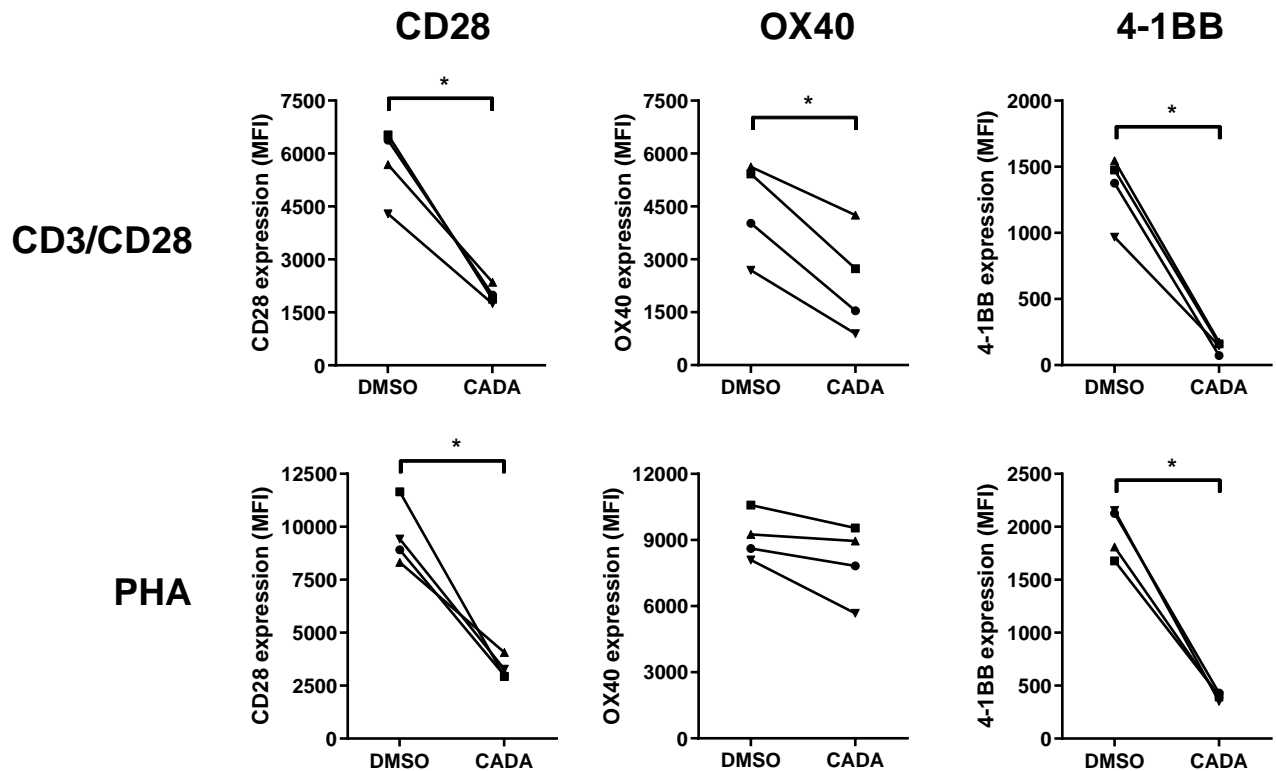 CD28 OX40 4-1BB
CD3/CD28
CD28 expression (MFI)
7500
6000
4500
3000
1500
0
*
DMSO CADA
OX40 expression (MFI)
7500
6000
4500
3000
1500
0
*
DMSO CADA
4-1BB expression (MFI)
2000
1500
1000
500
0
*
DMSO CADA
PHA
CD28 expression (MFI)
12500
10000
7500
5000
2500
0
*
DMSO CADA
OX40 expression (MFI)
12000
9000
6000
3000
0
DMSO CADA
4-1BB expression (MFI)
2500
2000
1500
1000
500
0
*
DMSO CADA